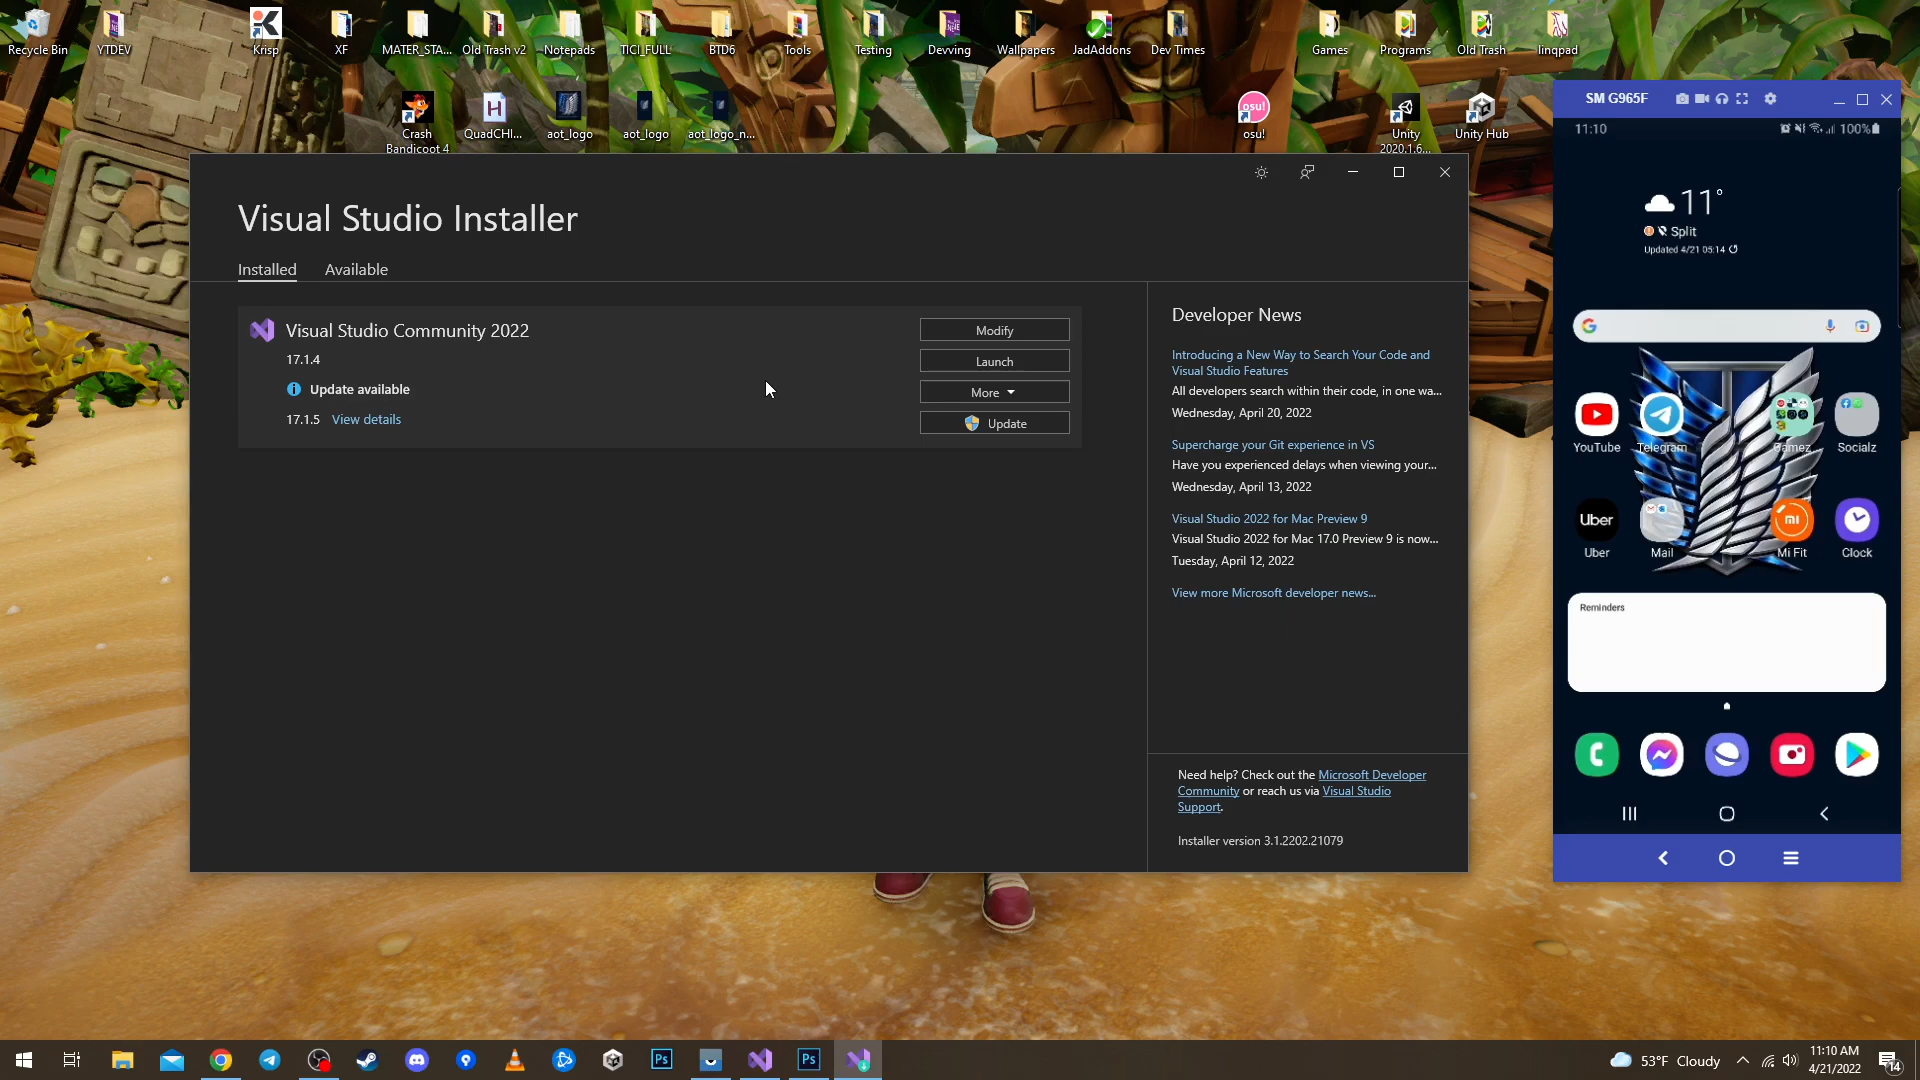 Recycle Bin
YTDEV
Krisp
XF
MATER_STA...
Old Trash v2
Notepads
TICI_FULL
BTD6
Tools
Testing
Devving
Wallpapers
JadAddons
Dev Times
Games
Programs
Old Trash
linqpad
Crash
Bandicoot 4
QuadCHI...
aot_logo
aot_logo
aot_logo_n...
osu!
osu!
Unity
2020.1.6...
Unity Hub
Visual Studio Installer
Installed
Available
Visual Studio Community 2022
17.1.4
Update available
17.1.5 View details
Modify
Launch
More
Update
Developer News
Introducing a New Way to Search Your Code and
Visual Studio Features
All developers search within their code, in one wa...
Wednesday, April 20, 2022
Supercharge your Git experience in VS
Have you experienced delays when viewing your...
Wednesday, April 13, 2022
Visual Studio 2022 for Mac Preview 9
Visual Studio 2022 for Mac 17.0 Preview 9 is now...
Tuesday, April 12, 2022
View more Microsoft developer news...
Need help? Check out the Microsoft Developer
Community or reach us via Visual Studio
Support.
Installer version 3.1.2202.21079
SM G965F
11:10
100%
11°
Split
Updated 4/21 05:14
YouTube
Telegram
Gamez
Socialz
Uber
Uber
Mail
mi
Mi Fit
Clock
Reminders
Ps
Ps
53°F Cloudy
11:10 AM
4/21/2022
14